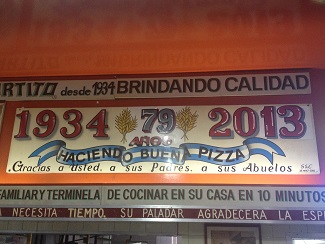 RTITO desde 1934 BRINDANDO CALIDAD
1934 79 2013
AÑOS
HACIENDO BUENA PIZZA
Gracias a usted, a sus Padres, a sus Abuelos
FAMILIAR Y TERMINELA DE COCINAR EN SU CASA EN 10 MINUTOS
A NECESITA TIEMPO. SU PALADAR AGRADECERA LA ESP